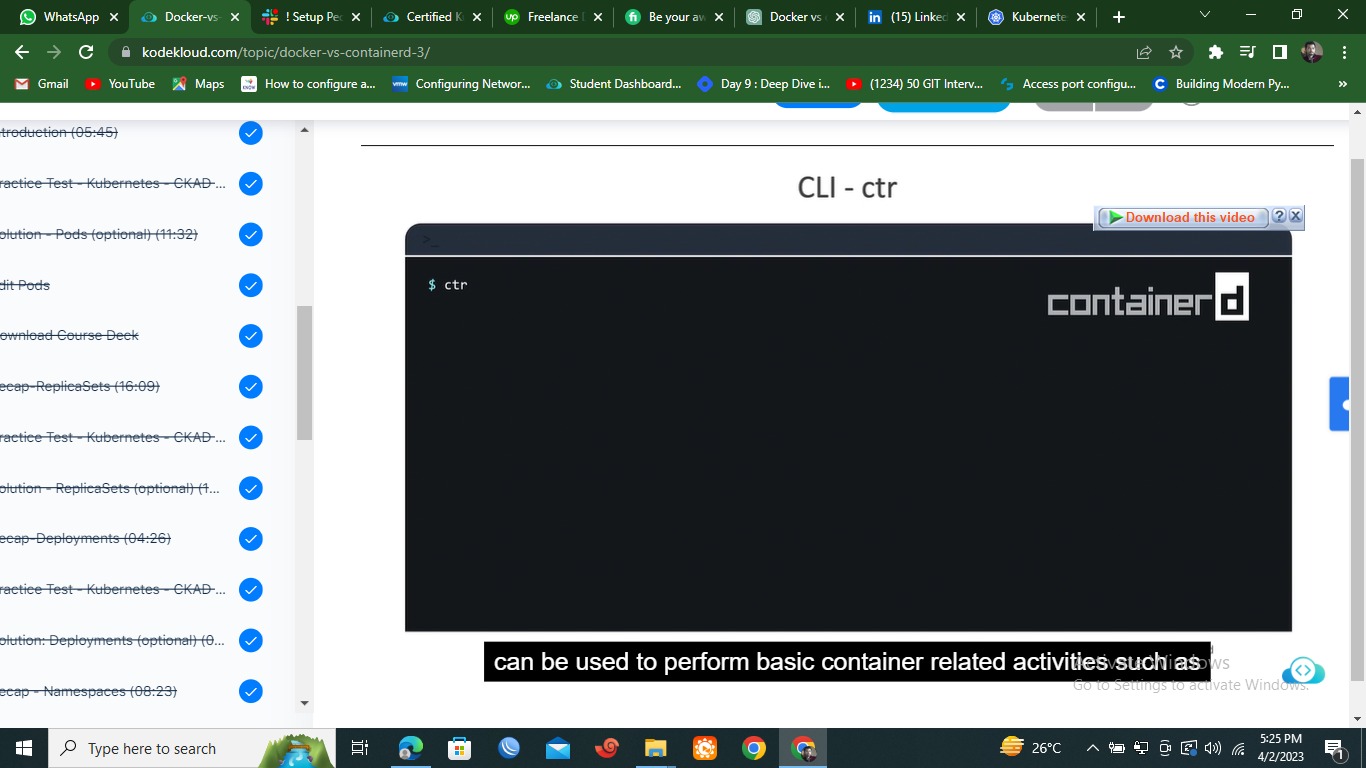 WhatsApp
Docker-vs-
! Setup Pec
Certified K
Freelance
Be your aw
Docker vs
(15) Linked
Kubernete
kodekloud.com/topic/docker-vs-containerd-3/
Gmail
YouTube
Maps
How to configure a...
Configuring Networ...
Student Dashboard...
Day 9 : Deep Dive i...
(1234) 50 GIT Interv...
Access port configu...
Building Modern Py...
»
troduction (05:45)
ractice Test - Kubernetes - CKAD ...
olution - Pods (optional) (11:32)
dit Pods
ownload Course Deck
ecap-ReplicaSets (16:09)
ractice Test - Kubernetes - CKAD ...
olution - ReplicaSets (optional) (1...
ecap-Deployments (04:26)
ractice Test - Kubernetes - CKAD ...
olution: Deployments (optional) (0...
ecap - Namespaces (08:23)
CLI - ctr
Download this video
? X
>_
$ ctr
containerd
can be used to perform basic container related activities such as
Activate Windows
Go to Settings to activate Windows.
Type here to search
26°C
5:25 PM
4/2/2023
1